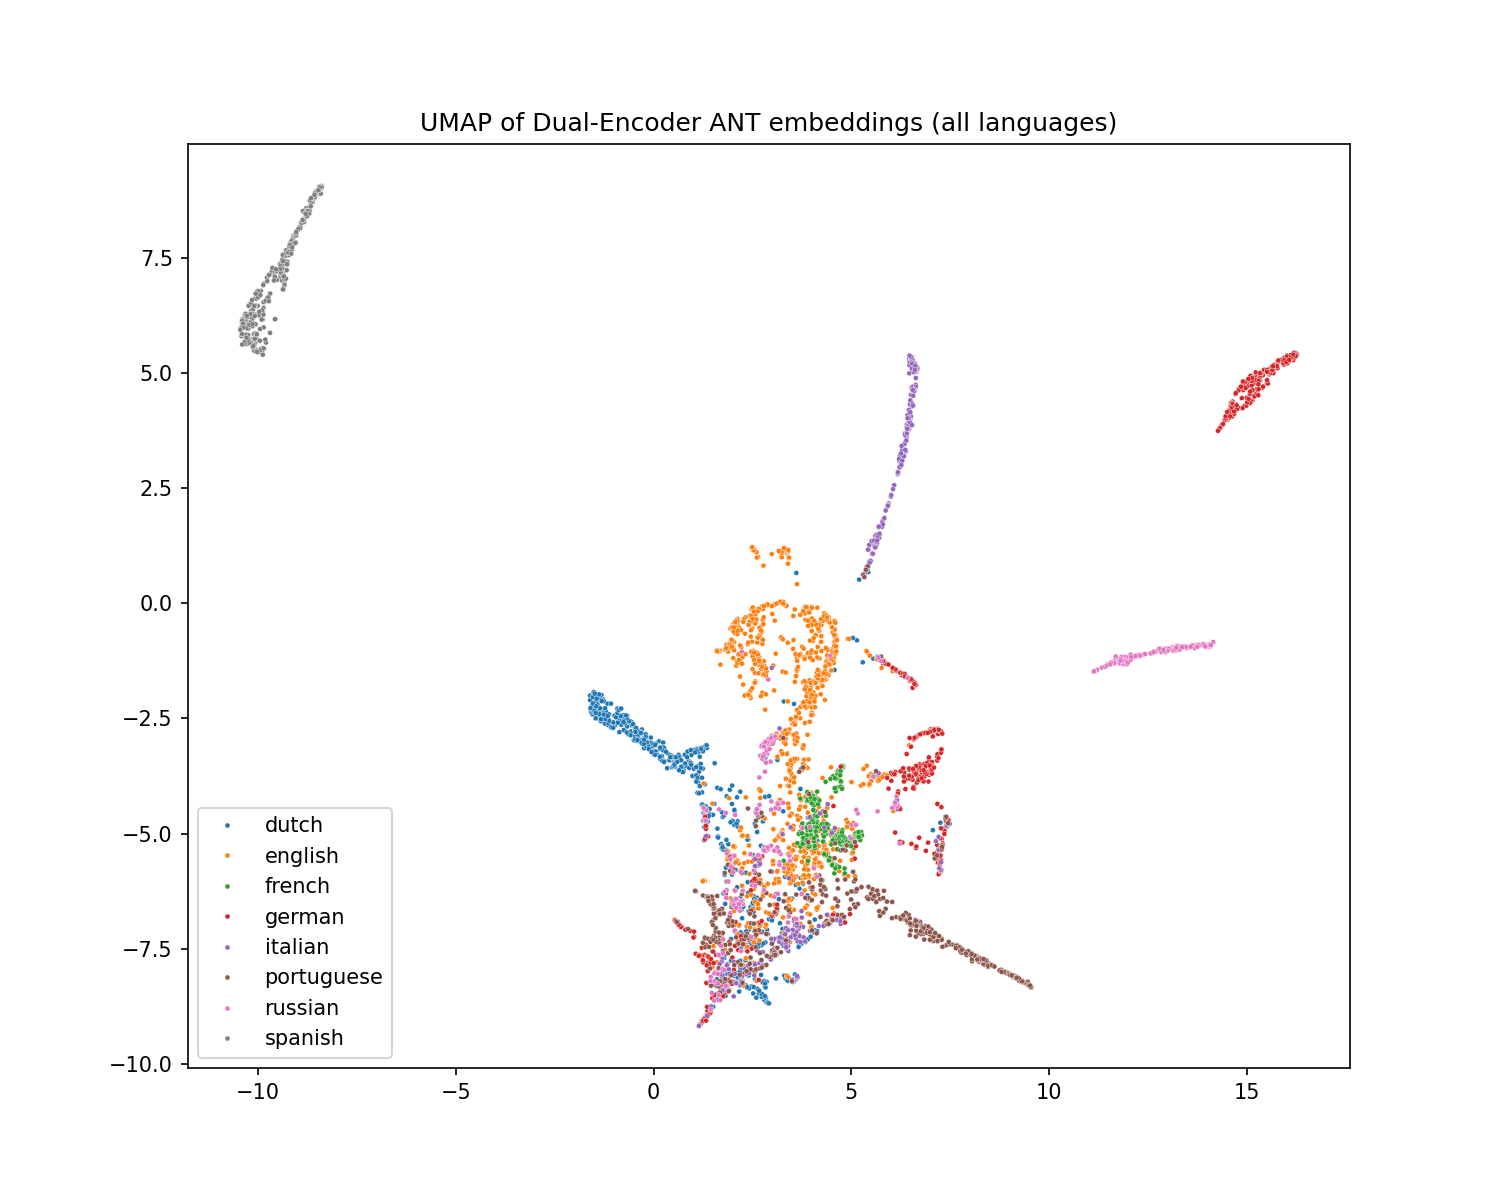 UMAP of Dual-Encoder ANT embeddings (all languages)
7.5
5.0
2.5
0.0
−2.5
−5.0
−7.5
−10.0
dutch
english
french
german
italian
portuguese
russian
spanish
−10 −5 0 5 10 15